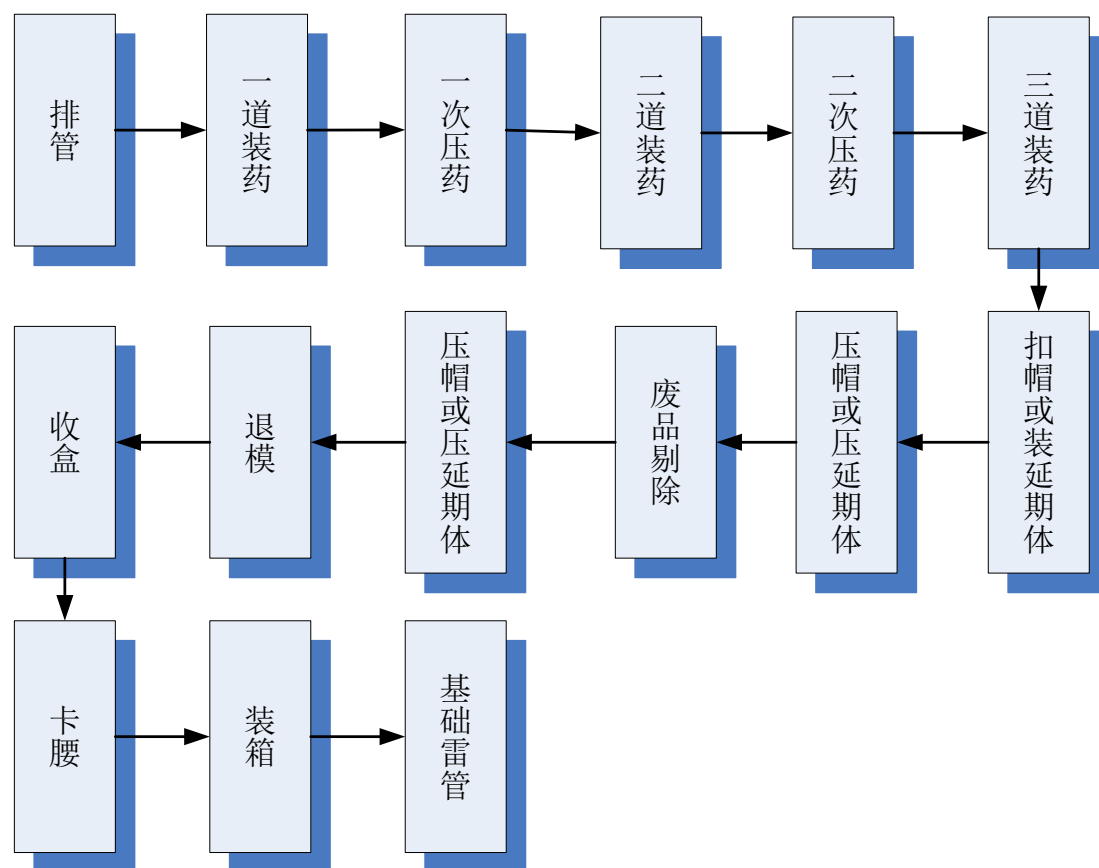 排管
一道装药
一次压药
二道装药
二次压药
三道装药
扣帽或装延期体
压帽或压延期体
废品剔除
压帽或压延期体
退模
收盒
卡腰
装箱
基础雷管